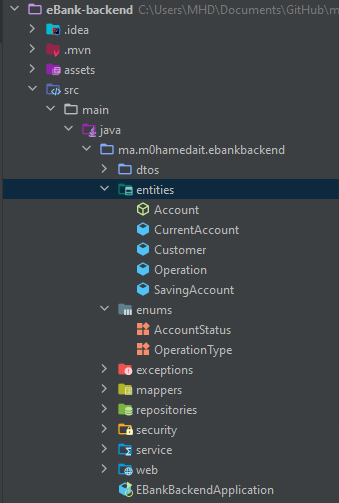 eBank-backend C:\Users\MHD\Documents\GitHub\m
.idea
.mvn
assets
src
main
java
ma.m0hamedait.ebankbackend
dtos
entities
Account
CurrentAccount
Customer
Operation
SavingAccount
enums
AccountStatus
OperationType
exceptions
mappers
repositories
security
service
web
EBankBackendApplication